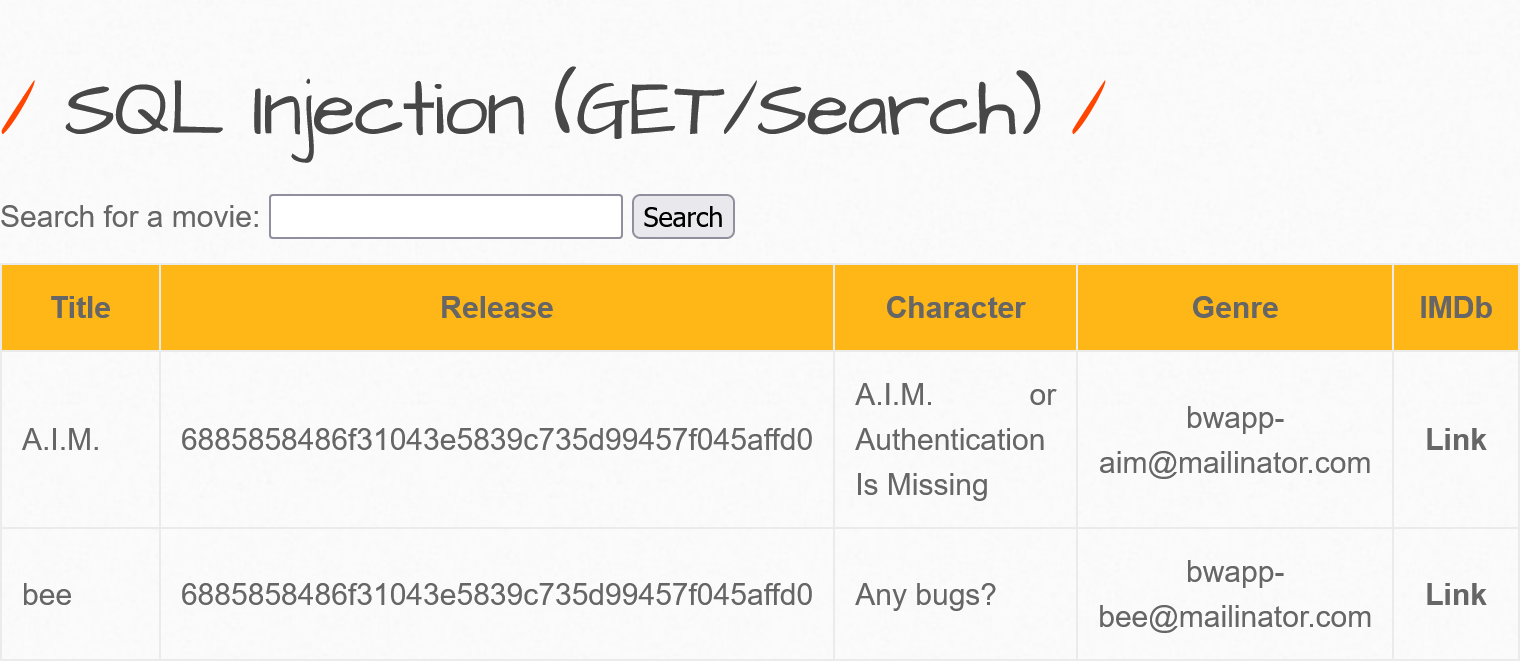 / SQL Injection (GET/Search) /
Search for a movie: Search
Title Release Character Genre IMDb
A.I.M. 6885858486f31043e5839c735d99457f045affd0 A.I.M. or Authentication Is Missing bwapp-aim@mailinator.com Link
bee 6885858486f31043e5839c735d99457f045affd0 Any bugs? bwapp-bee@mailinator.com Link